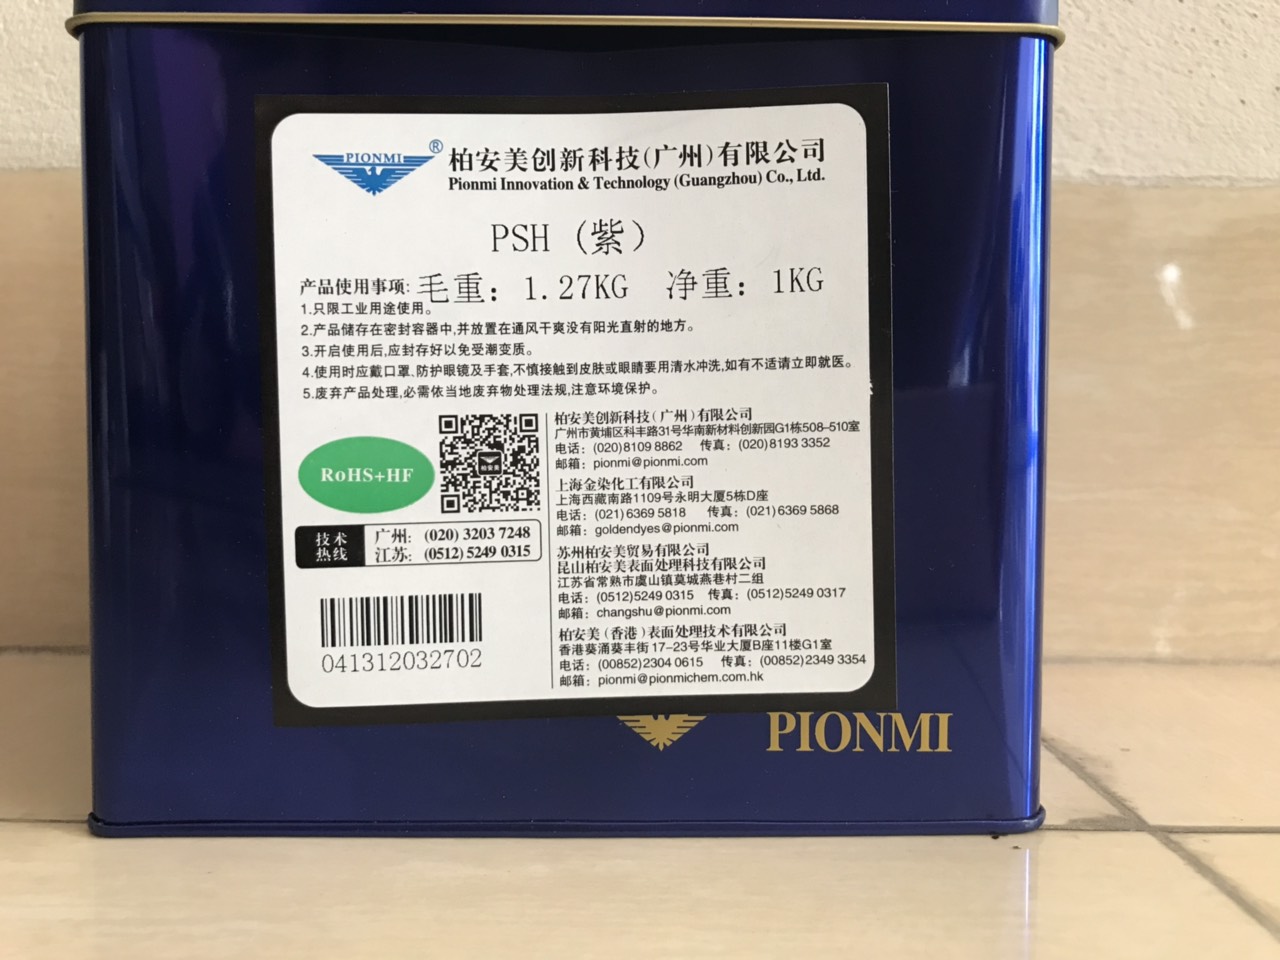 PIONMI
®
柏安美创新科技(广州)有限公司
Pionmi Innovation & Technology (Guangzhou) Co., Ltd.
PSH (紫)
产品使用事项:毛重: 1.27KG 净重: 1KG
1.只限工业用途使用。
2.产品储存在密封容器中,并放置在通风干爽没有阳光直射的地方。
3.开启使用后,应封存好以免受潮变质。
4.使用时应戴口罩、防护眼镜及手套,不慎接触到皮肤或眼睛要用清水冲洗,如有不适请立即就医。
5.废弃产品处理,必需依当地废弃物处理法规,注意环境保护。
RoHS+HF
柏安美
技术
热线
广州: (020) 3203 7248
江苏: (0512) 5249 0315
041312032702
柏安美创新科技(广州)有限公司
广州市黄埔区科丰路31号华南新材料创新园G1栋508-510室
电话: (020)8109 8862 传真: (020)8193 3352
邮箱: pionmi@pionmi.com
上海金染化工有限公司
上海西藏南路1109号永明大厦5栋D座
电话: (021)6369 5818 传真: (021)6369 5868
邮箱: goldendyes@pionmi.com
苏州柏安美贸易有限公司
昆山柏安美表面处理科技有限公司
江苏省常熟市虞山镇莫城燕巷村二组
电话: (0512)5249 0315 传真: (0512)5249 0317
邮箱: changshu@pionmi.com
柏安美(香港)表面处理技术有限公司
香港葵涌葵丰街17-23号华业大厦B座11楼G1室
电话: (00852)2304 0615 传真: (00852)2349 3354
邮箱: pionmi@pionmichem.com.hk
PIONMI